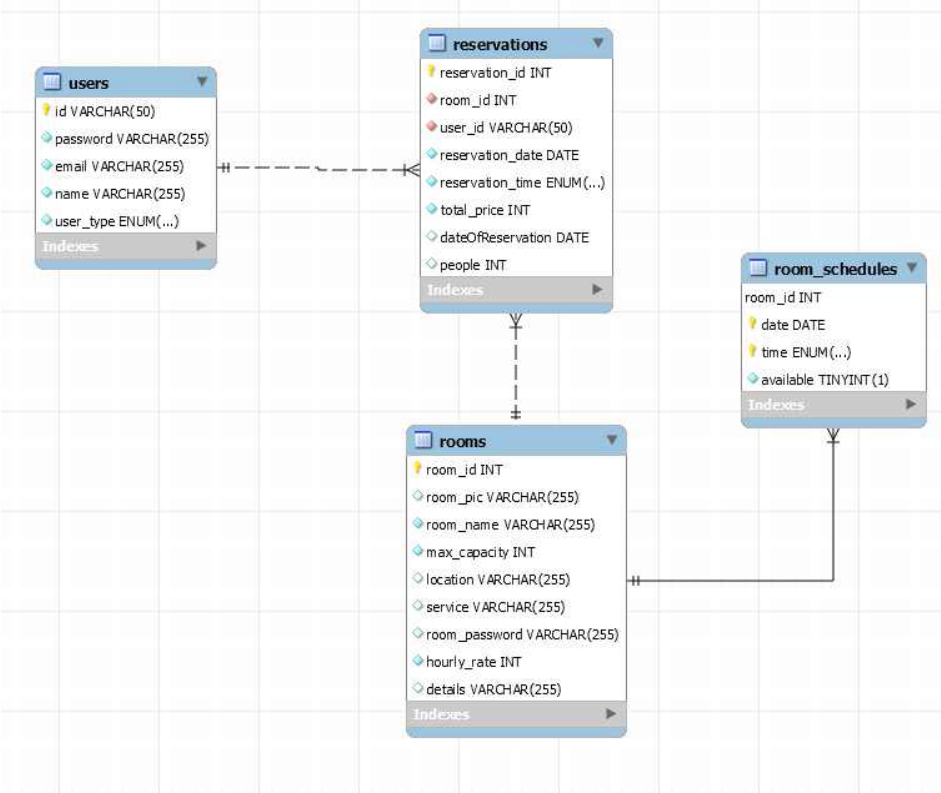 users
id VARCHAR(50)
password VARCHAR(255)
email VARCHAR(255)
name VARCHAR(255)
user_type ENUM(...)
Indexes
reservations
reservation_id INT
room_id INT
user_id VARCHAR(50)
reservation_date DATE
reservation_time ENUM(...)
total_price INT
dateOfReservation DATE
people INT
Indexes
room_schedules
room_id INT
date DATE
time ENUM(...)
available TINYINT(1)
Indexes
rooms
room_id INT
room_pic VARCHAR(255)
room_name VARCHAR(255)
max_capacity INT
location VARCHAR(255)
service VARCHAR(255)
room_password VARCHAR(255)
hourly_rate INT
details VARCHAR(255)
Indexes